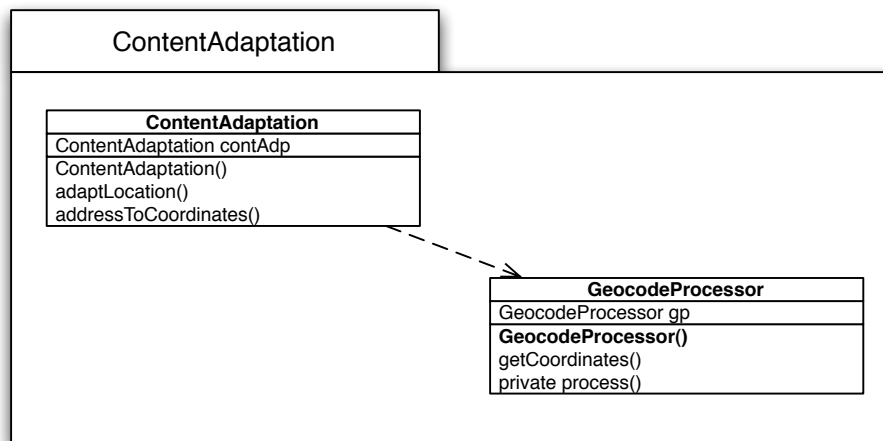 ContentAdaptation
ContentAdaptation
ContentAdaptation contAdp
ContentAdaptation()
adaptLocation()
addressToCoordinates()
GeocodeProcessor
GeocodeProcessor gp
GeocodeProcessor()
getCoordinates()
private process()